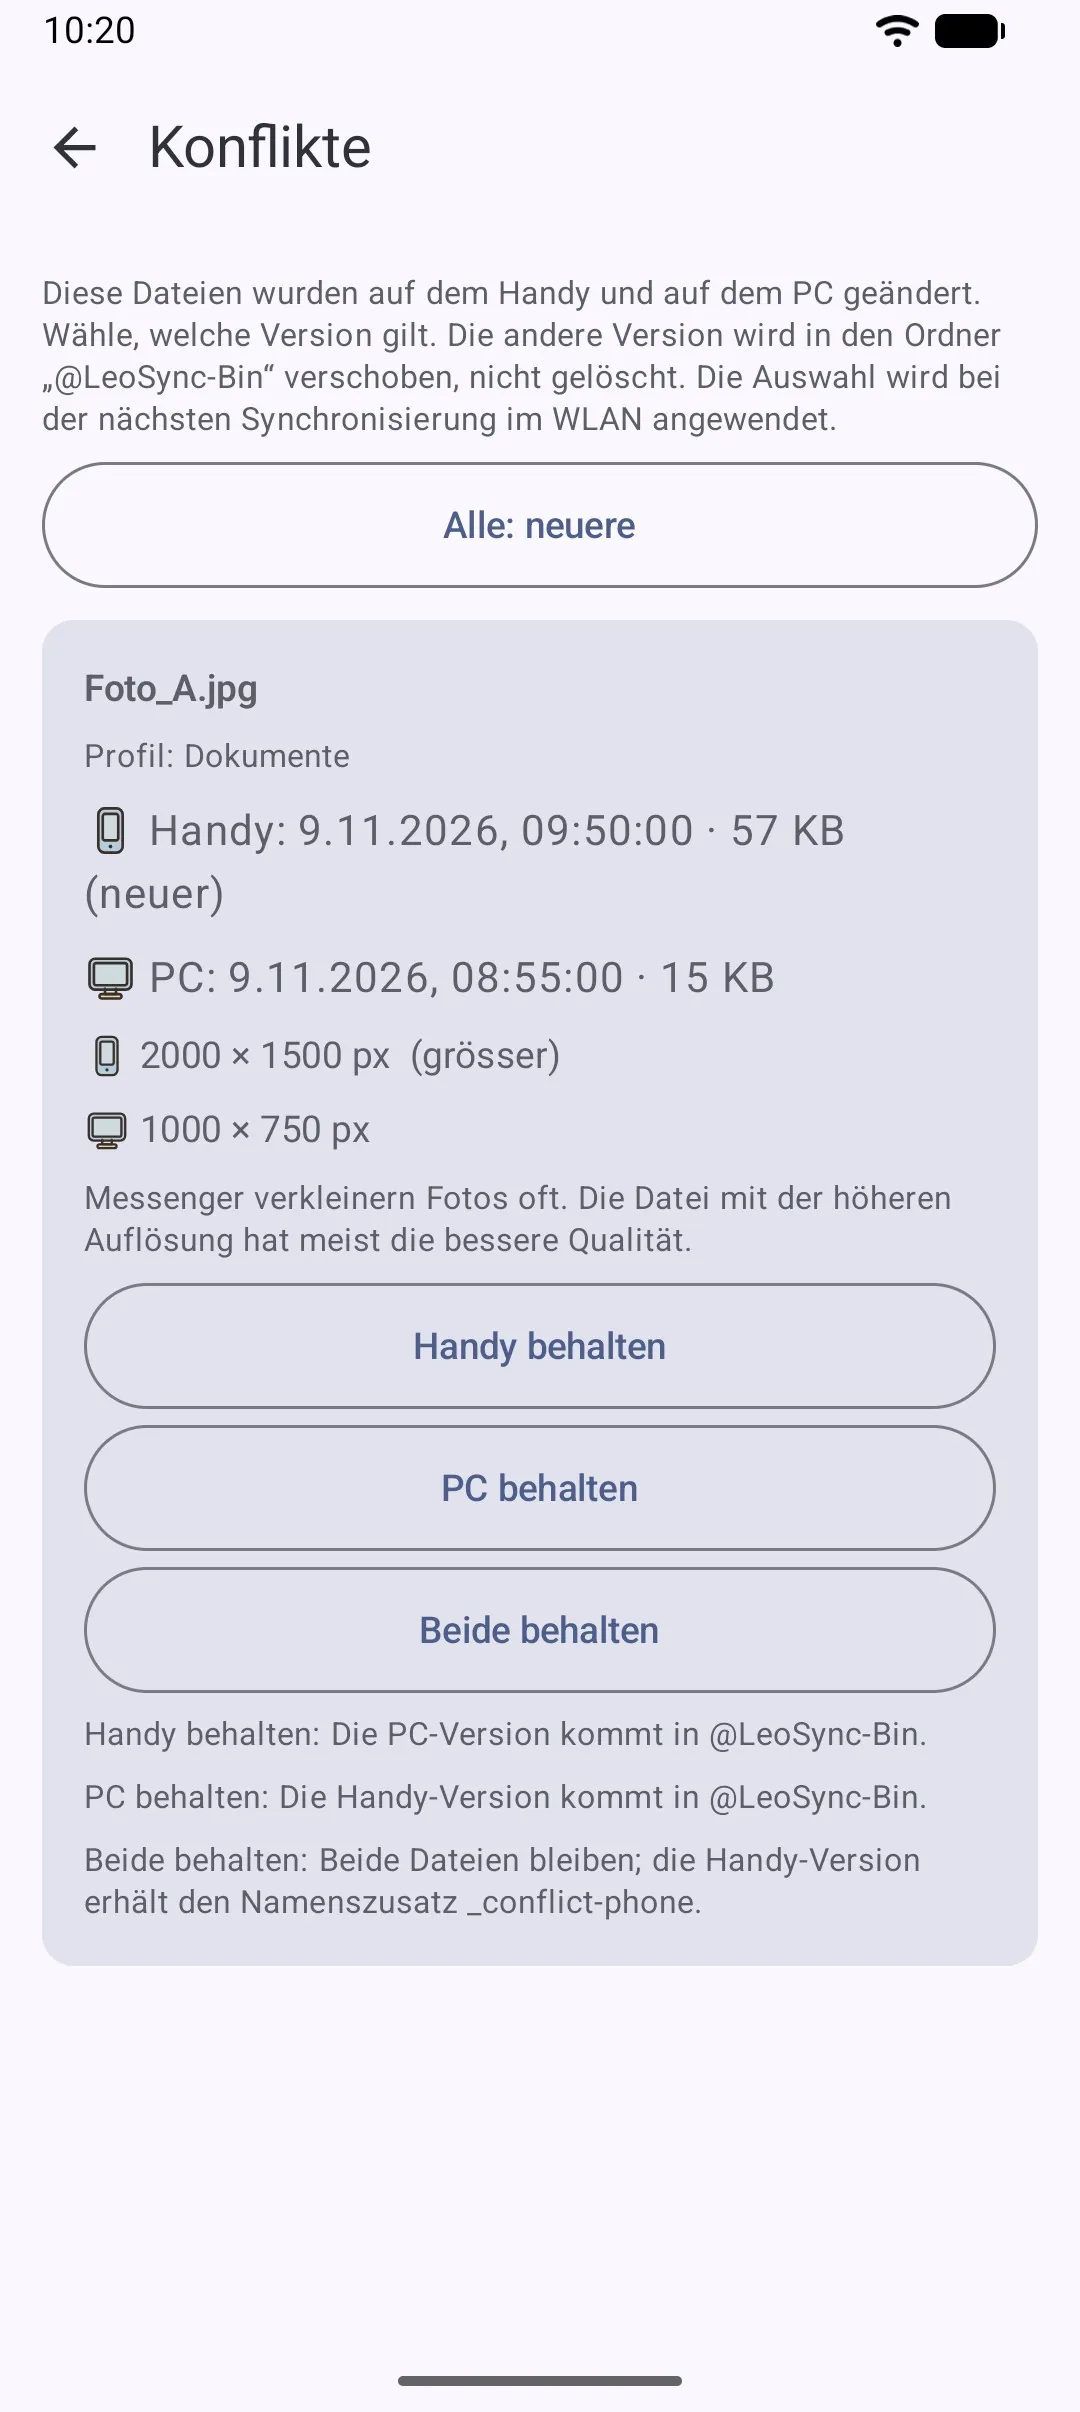 10:20
Konflikte
Diese Dateien wurden auf dem Handy und auf dem PC geändert.
Wähle, welche Version gilt. Die andere Version wird in den Ordner
„@LeoSync-Bin“ verschoben, nicht gelöscht. Die Auswahl wird bei
der nächsten Synchronisierung im WLAN angewendet.
Alle: neuere
Foto_A.jpg
Profil: Dokumente
Handy: 9.11.2026, 09:50:00 · 57 KB
(neuer)
PC: 9.11.2026, 08:55:00 · 15 KB
2000 × 1500 px (grösser)
1000 × 750 px
Messenger verkleinern Fotos oft. Die Datei mit der höheren
Auflösung hat meist die bessere Qualität.
Handy behalten
PC behalten
Beide behalten
Handy behalten: Die PC-Version kommt in @LeoSync-Bin.
PC behalten: Die Handy-Version kommt in @LeoSync-Bin.
Beide behalten: Beide Dateien bleiben; die Handy-Version
erhält den Namenszusatz _conflict-phone.